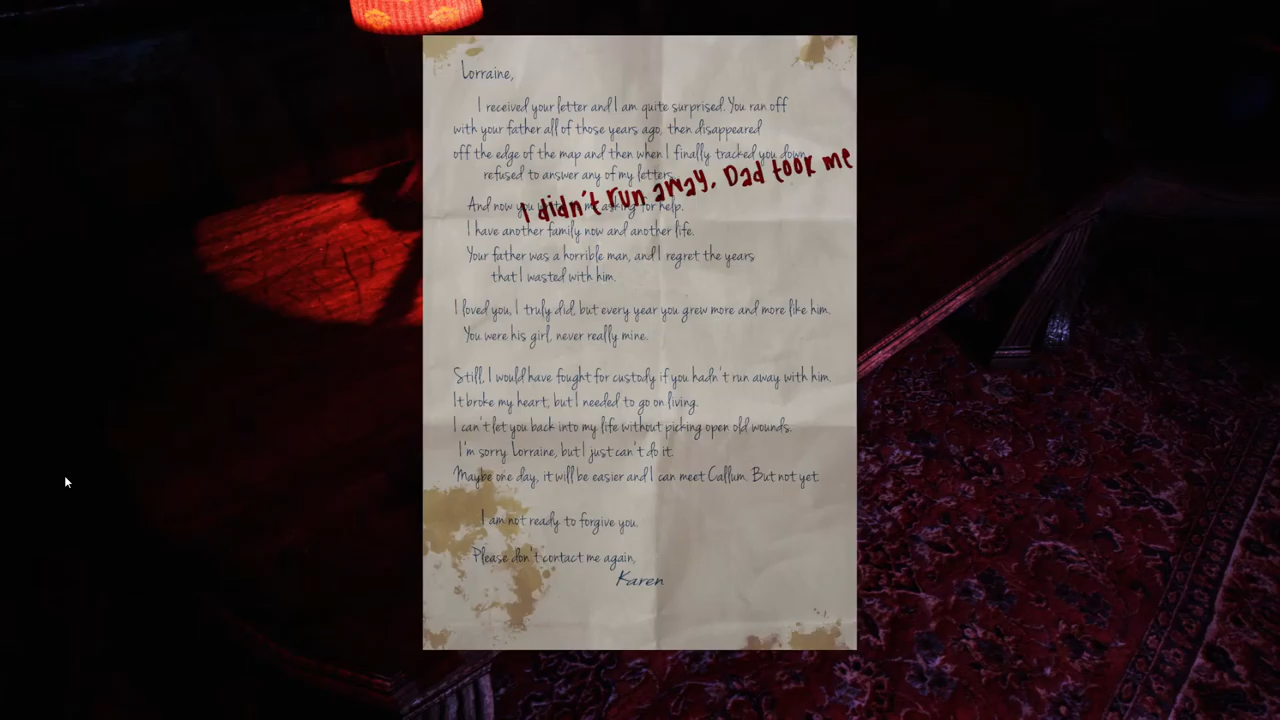 Lorraine,
I received your letter and I am quite surprised. You ran off
with your father all of those years ago, then disappeared
off the edge of the map and then when I finally tracked you down
refused to answer any of my letters
I didn't run away. Dad took me
And now you asking for help.
I have another family now and another life.
Your father was a horrible man, and I regret the years
that I wasted with him.
I loved you, I truly did, but every year you grew more and more like him.
You were his girl, never really mine.
Still, I would have fought for custody if you hadn't run away with him.
It broke my heart, but I needed to go on living.
I can't let you back into my life without picking open old wounds.
I'm sorry Lorraine, but I just can't do it.
Maybe one day, it will be easier and I can meet Callum. But not yet.
I am not ready to forgive you.
Please don't contact me again,
Karen